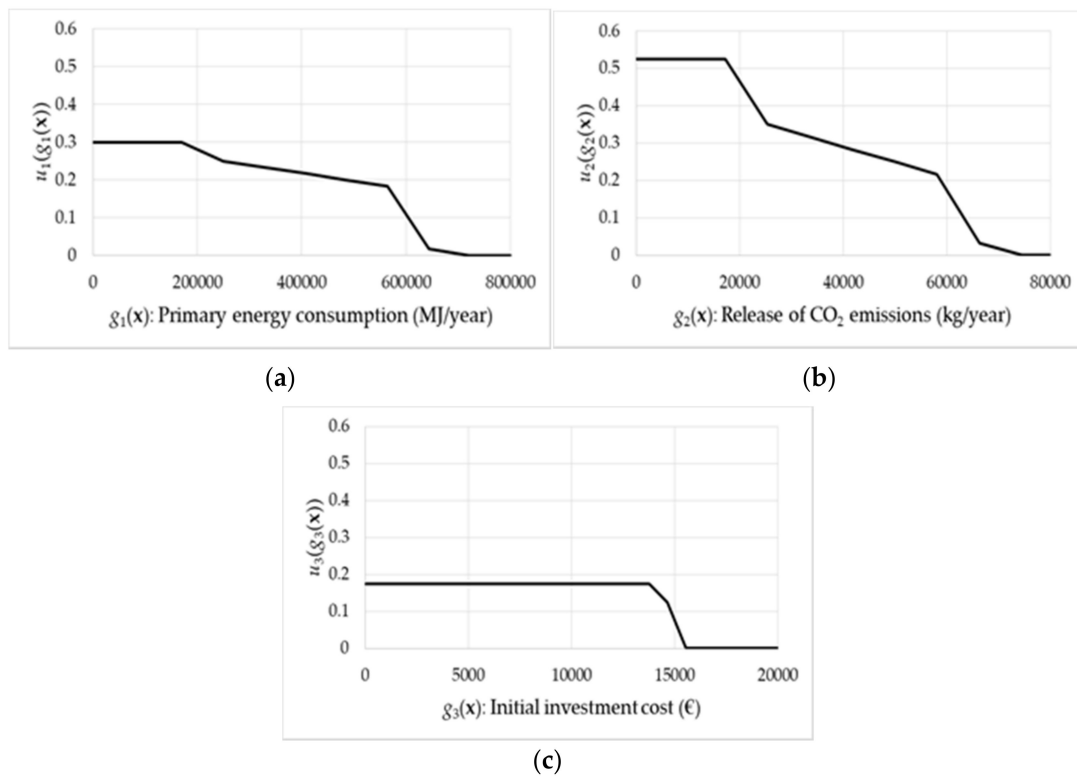 0.6
0.5
0.4
0.3
0.2
0.1
0
u₁(g₁(x))
0 200000 400000 600000 800000
g₁(x): Primary energy consumption (MJ/year)
(a)
0.6
0.5
0.4
0.3
0.2
0.1
0
u₂(g₂(x))
0 20000 40000 60000 80000
g₂(x): Release of CO₂ emissions (kg/year)
(b)
0.6
0.5
0.4
0.3
0.2
0.1
0
u₃(g₃(x))
0 5000 10000 15000 20000
g₃(x): Initial investment cost (€)
(c)